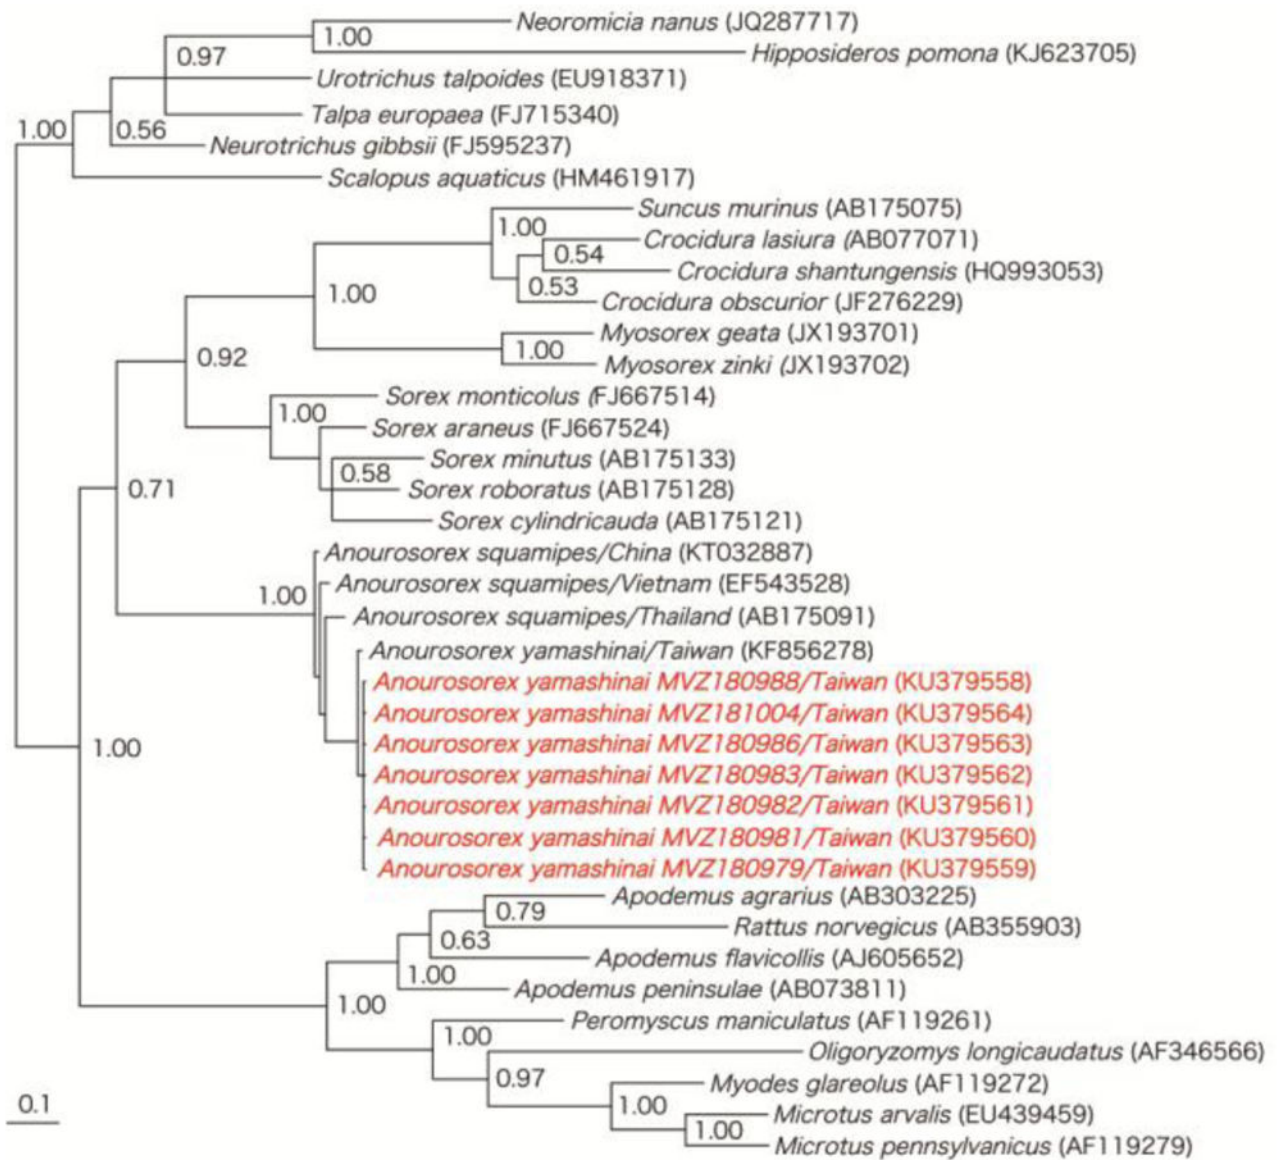 Neoromicia nanus (JQ287717)
1.00
Hipposideros pomona (KJ623705)
0.97
Urotrichus talpoides (EU918371)
Talpa europaea (FJ715340)
1.00
0.56
Neurotrichus gibbsii (FJ595237)
Scalopus aquaticus (HM461917)
Suncus murinus (AB175075)
1.00
Crocidura lasiura (AB077071)
0.54
Crocidura shantungensis (HQ993053)
0.53
1.00
Crocidura obscurior (JF276229)
Myosorex geata (JX193701)
1.00
0.92
Myosorex zinki (JX193702)
Sorex monticolus (FJ667514)
1.00
Sorex araneus (FJ667524)
Sorex minutus (AB175133)
0.58
0.71
Sorex roboratus (AB175128)
Sorex cylindricauda (AB175121)
Anourosorex squamipes/China (KT032887)
Anourosorex squamipes/Vietnam (EF543528)
1.00
Anourosorex squamipes/Thailand (AB175091)
Anourosorex yamashinai/Taiwan (KF856278)
Anourosorex yamashinai MVZ180988/Taiwan (KU379558)
Anourosorex yamashinai MVZ181004/Taiwan (KU379564)
Anourosorex yamashinai MVZ180986/Taiwan (KU379563)
1.00
Anourosorex yamashinai MVZ180983/Taiwan (KU379562)
Anourosorex yamashinai MVZ180982/Taiwan (KU379561)
Anourosorex yamashinai MVZ180981/Taiwan (KU379560)
Anourosorex yamashinai MVZ180979/Taiwan (KU379559)
Apodemus agrarius (AB303225)
0.79
Rattus norvegicus (AB355903)
0.63
Apodemus flavicollis (AJ605652)
1.00
Apodemus peninsulae (AB073811)
1.00
Peromyscus maniculatus (AF119261)
1.00
Oligoryzomys longicaudatus (AF346566)
0.97
Myodes glareolus (AF119272)
1.00
Microtus arvalis (EU439459)
1.00
Microtus pennsylvanicus (AF119279)
0.1